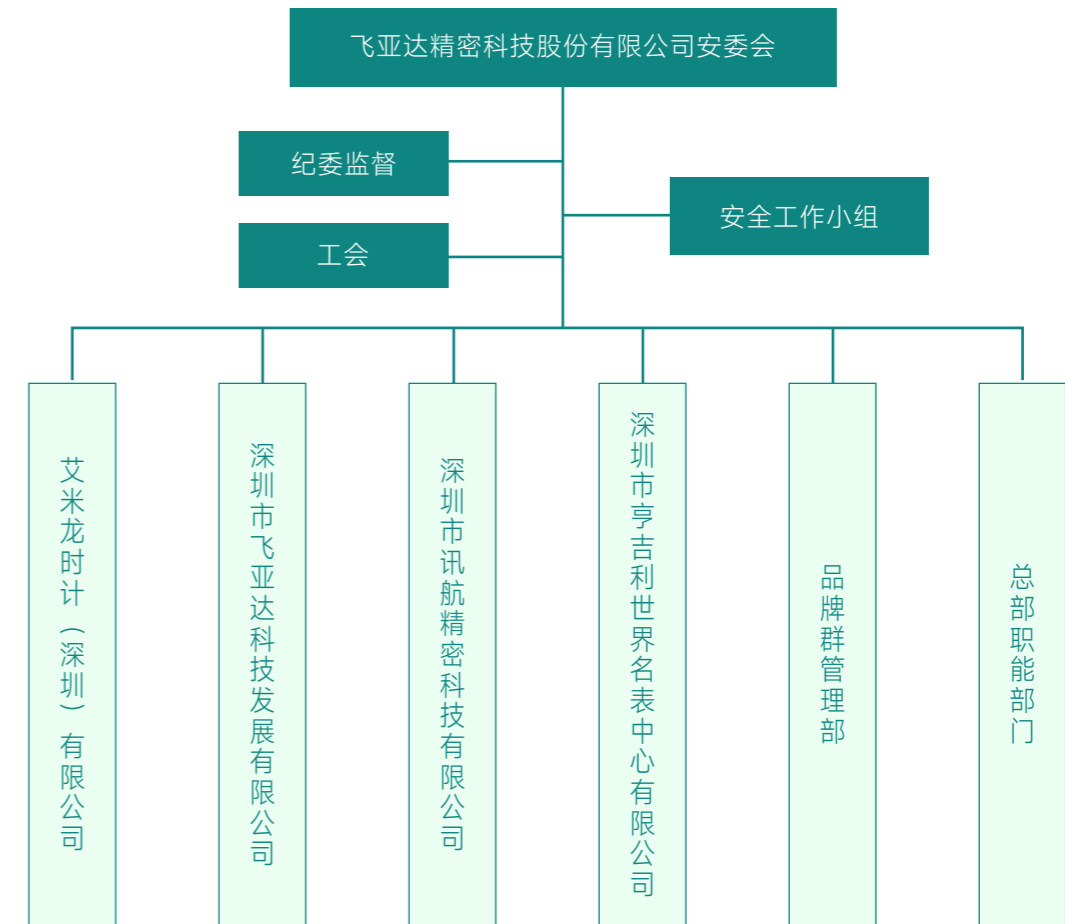 飞亚达精密科技股份有限公司安委会
纪委监督
安全工作小组
工会
艾米龙时计（深圳）有限公司
深圳市飞亚达科技发展有限公司
深圳市讯航精密科技有限公司
深圳市亨吉利世界名表中心有限公司
品牌群管理部
总部职能部门